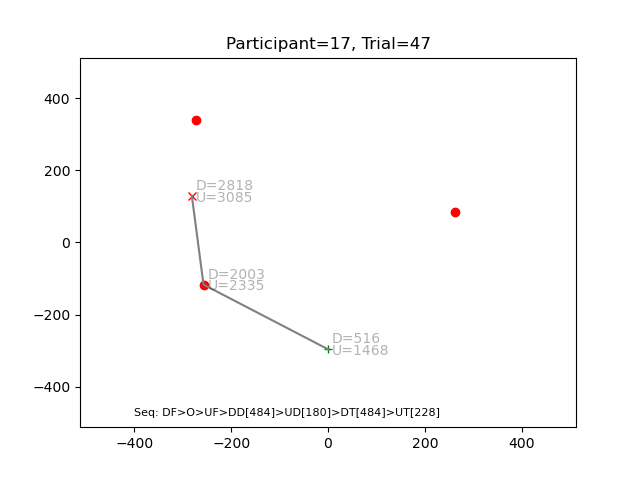 Participant=17, Trial=47
400
200
0
−200
−400
D=2818
U=3085
D=2003
U=2335
D=516
U=1468
Seq: DF>O>UF>DD[484]>UD[180]>DT[484]>UT[228]
−400 −200 0 200 400